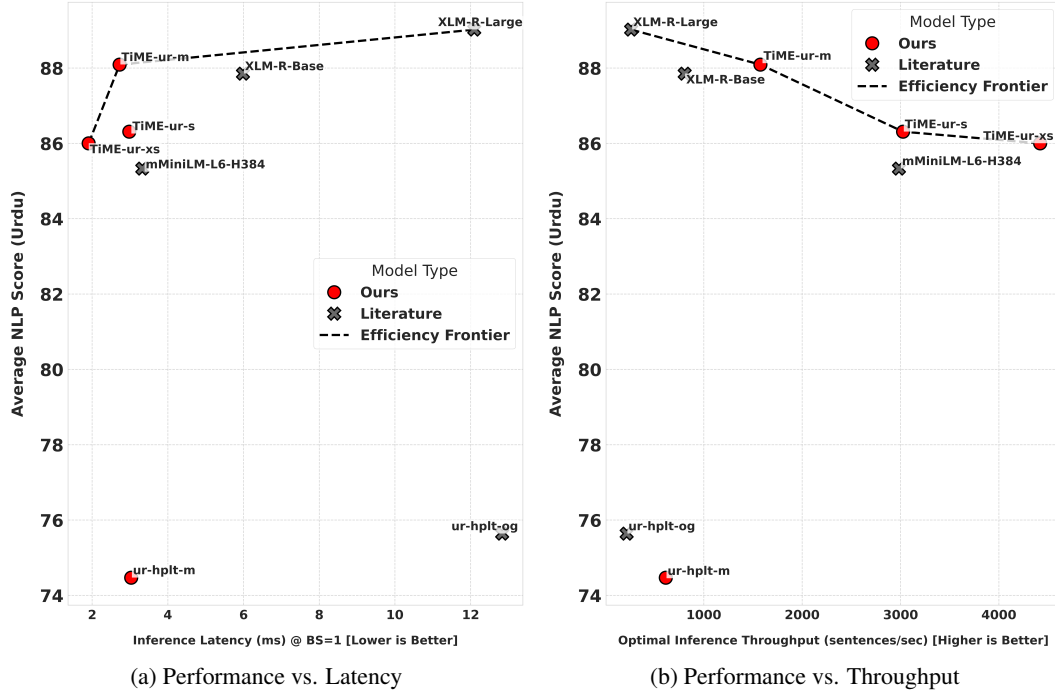 Average NLP Score (Urdu)
88
86
84
82
80
78
76
74
XLM-R-Large
TiME-ur-m
XLM-R-Base
TiME-ur-s
TiME-ur-xs
mMiniLM-L6-H384
Model Type
Ours
Literature
Efficiency Frontier
ur-hplt-og
ur-hplt-m
2 4 6 8 10 12
Inference Latency (ms) @ BS=1 [Lower is Better]
(a) Performance vs. Latency
Average NLP Score (Urdu)
88
86
84
82
80
78
76
74
XLM-R-Large
Model Type
Ours
Literature
Efficiency Frontier
TiME-ur-m
XLM-R-Base
TiME-ur-s
TiME-ur-xs
mMiniLM-L6-H384
ur-hplt-og
ur-hplt-m
1000 2000 3000 4000
Optimal Inference Throughput (sentences/sec) [Higher is Better]
(b) Performance vs. Throughput